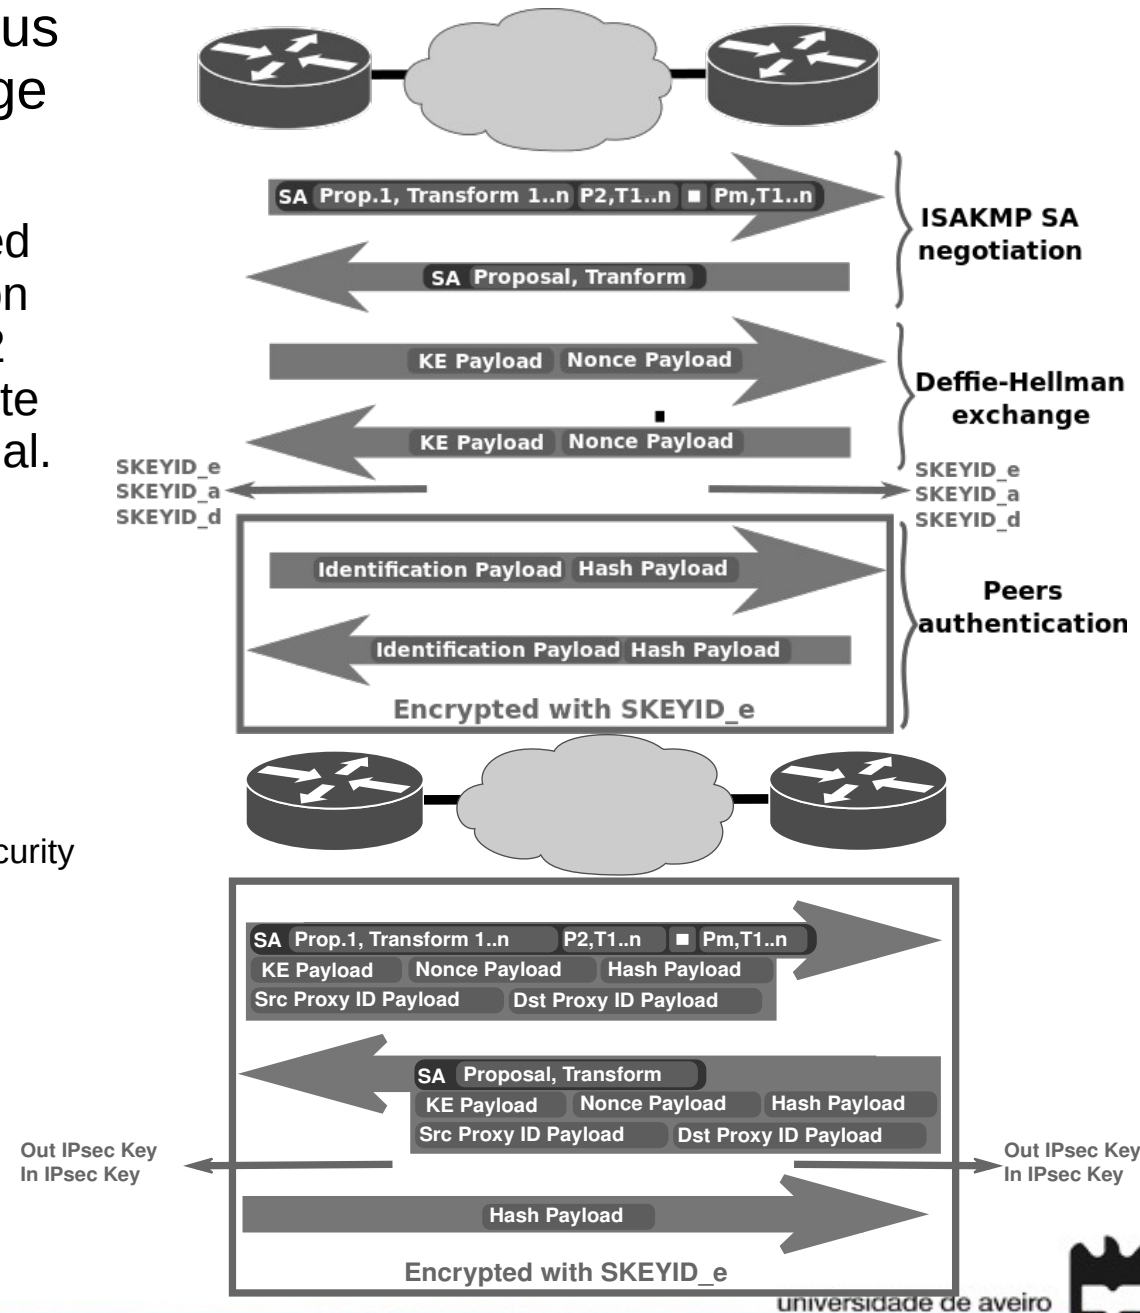 us
ge
SA Prop.1, Transform 1..n P2,T1..n ■ Pm,T1..n
ISAKMP SA
negotiation
ed
on
SA Proposal, Tranform
2
te
al.
KE Payload Nonce Payload
Deffie-Hellman
exchange
KE Payload Nonce Payload
SKEYID_e
SKEYID_a
SKEYID_d
SKEYID_e
SKEYID_a
SKEYID_d
Identification Payload Hash Payload
Peers
authentication
Identification Payload Hash Payload
Encrypted with SKEYID_e
curity
SA Prop.1, Transform 1..n P2,T1..n ■ Pm,T1..n
KE Payload Nonce Payload Hash Payload
Src Proxy ID Payload Dst Proxy ID Payload
SA Proposal, Transform
KE Payload Nonce Payload Hash Payload
Src Proxy ID Payload Dst Proxy ID Payload
Out IPsec Key
In IPsec Key
Out IPsec Key
In IPsec Key
Hash Payload
Encrypted with SKEYID_e
universidade de aveiro